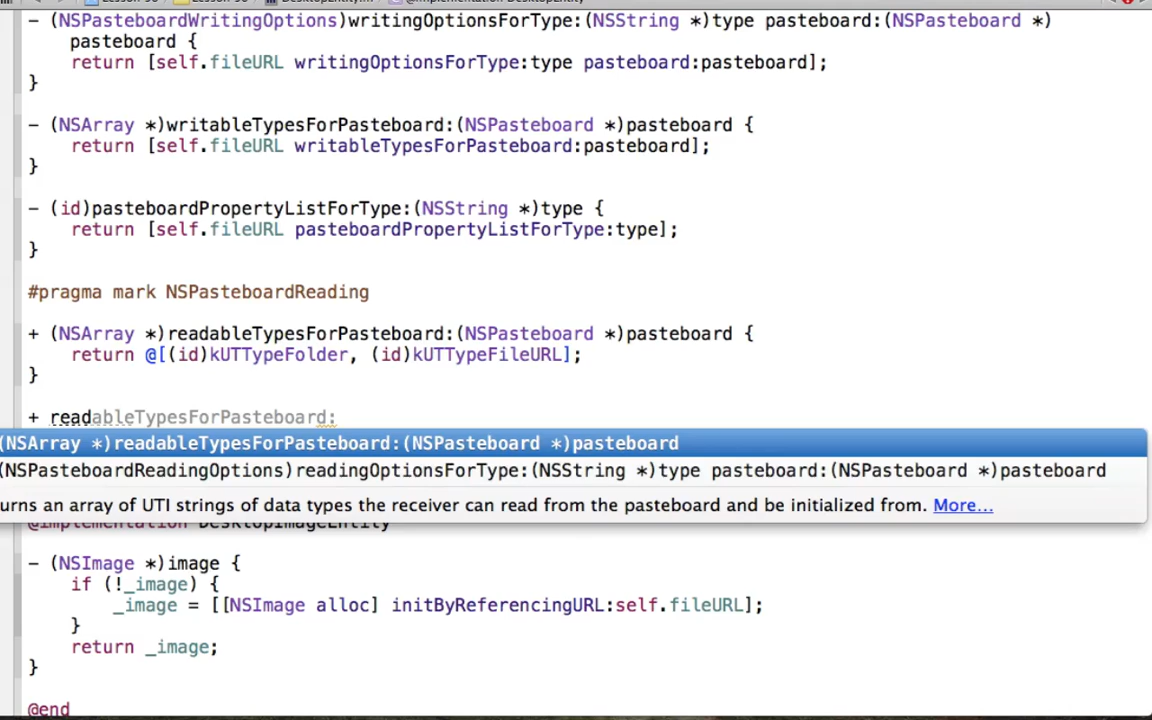 - (NSPasteboardWritingOptions)writingOptionsForType:(NSString *)type pasteboard:(NSPasteboard *)
pasteboard {
return [self.fileURL writingOptionsForType:type pasteboard:pasteboard];
}
- (NSArray *)writableTypesForPasteboard:(NSPasteboard *)pasteboard {
return [self.fileURL writableTypesForPasteboard:pasteboard];
}
- (id)pasteboardPropertyListForType:(NSString *)type {
return [self.fileURL pasteboardPropertyListForType:type];
}
#pragma mark NSPasteboardReading
+ (NSArray *)readableTypesForPasteboard:(NSPasteboard *)pasteboard {
return @[(id)kUTTypeFolder, (id)kUTTypeFileURL];
}
+ readableTypesForPasteboard:
(NSArray *)readableTypesForPasteboard:(NSPasteboard *)pasteboard
(NSPasteboardReadingOptions)readingOptionsForType:(NSString *)type pasteboard:(NSPasteboard *)pasteboard
urns an array of UTI strings of data types the receiver can read from the pasteboard and be initialized from. More...
@implementation DesktopImageEntity
- (NSImage *)image {
if (!_image) {
_image = [[NSImage alloc] initByReferencingURL:self.fileURL];
}
return _image;
}
@end